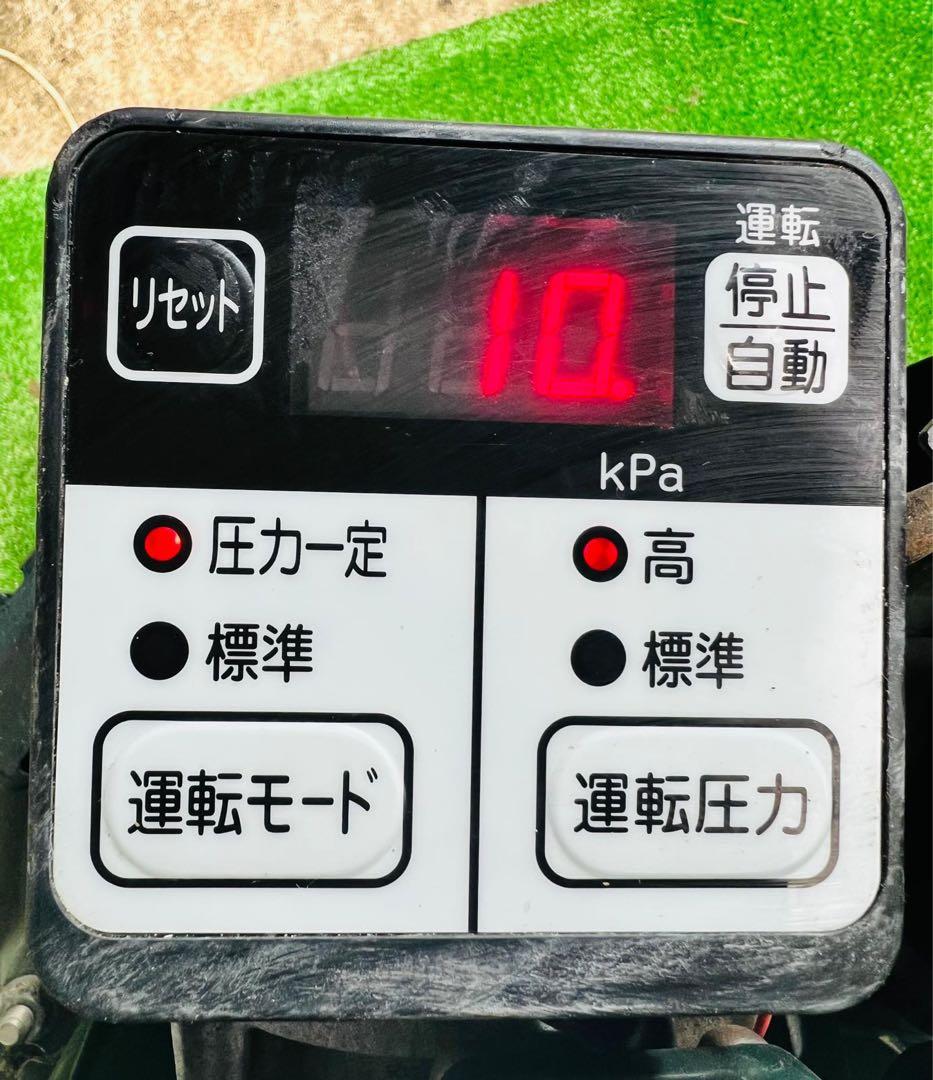 リセット
10.
運転
停止
自動
kPa
圧力一定
標準
運転モード
高
標準
運転圧力